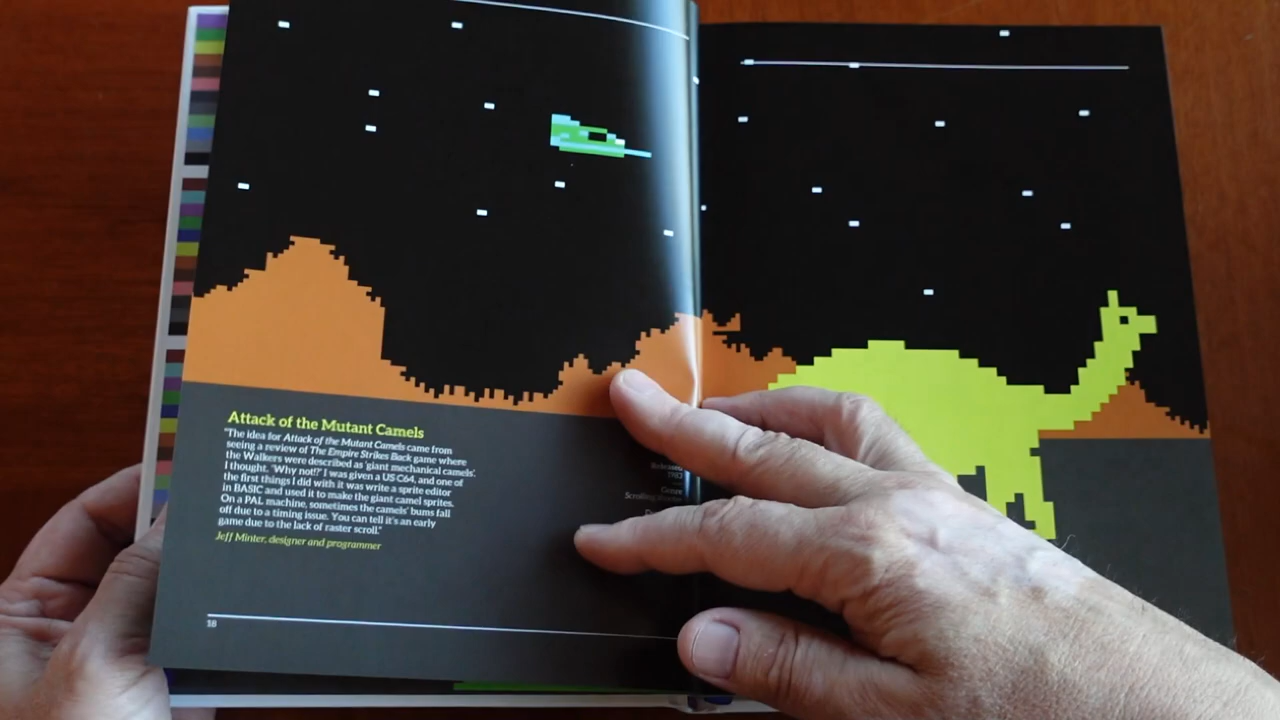 Attack of the Mutant Camels
"The idea for Attack of the Mutant Camels came from
seeing a review of The Empire Strikes Back game where
the Walkers were described as 'giant mechanical camels'.
I thought, 'Why not!?' I was given a US C64, and one of
the first things I did with it was write a sprite editor
in BASIC and used it to make the giant camel sprites.
On a PAL machine, sometimes the camels' bums fall
off due to a timing issue. You can tell it's an early
game due to the lack of raster scroll."
Jeff Minter, designer and programmer
Released
1983
Genre
18